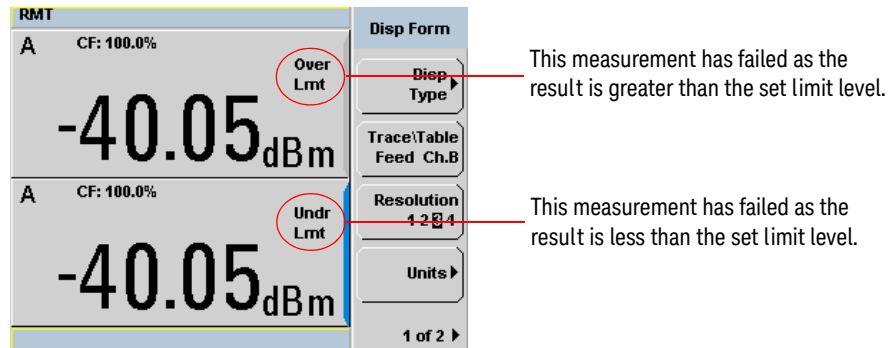 RMT
A CF: 100.0%
Over
Lmt
-40.05dBm
A CF: 100.0%
Undr
Lmt
-40.05dBm
Disp Form
Disp
Type
Trace\Table
Feed Ch.B
Resolution
1 2 3 4
Units
1 of 2
This measurement has failed as the
result is greater than the set limit level.
This measurement has failed as the
result is less than the set limit level.